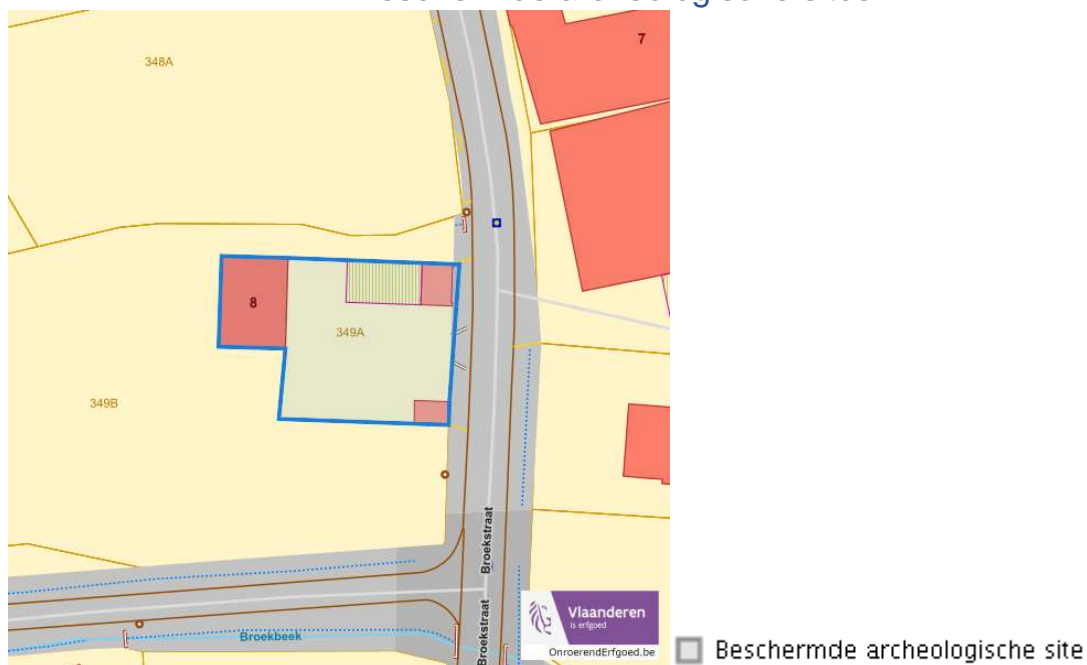 348A
7
8
349A
349B
Broekstraat
Broekstraat
Broekbeek
Vlaanderen
is erfgoed
OnroerendErfgoed.be
Beschermde archeologische site